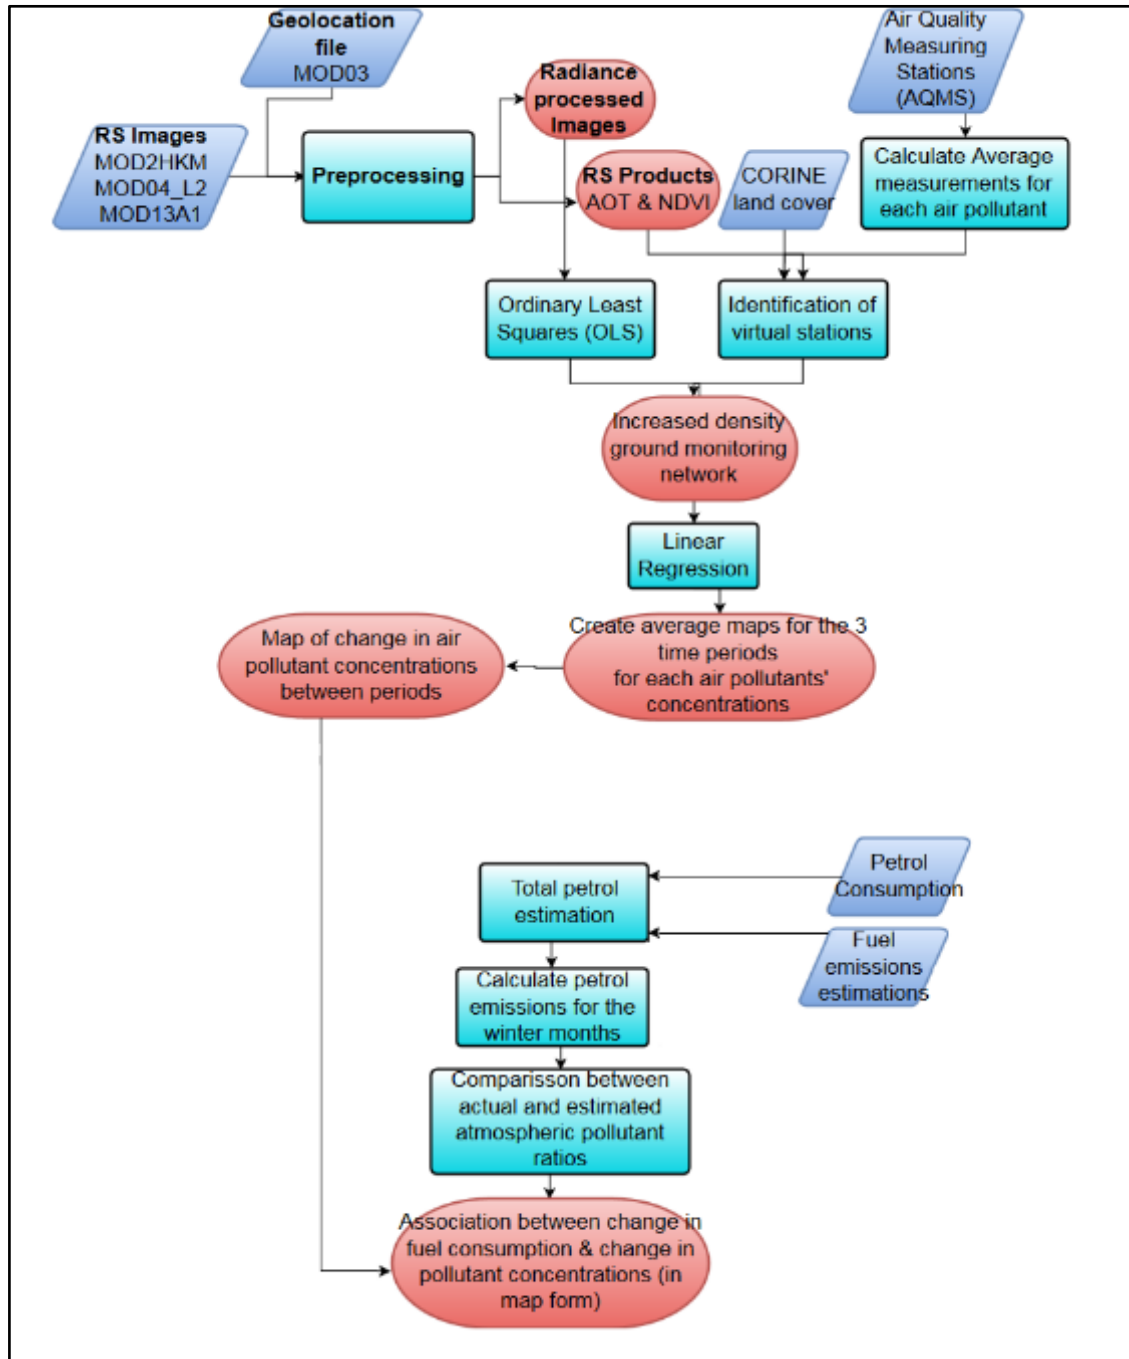 Geolocation
file
MOD03
Air Quality
Measuring
Stations
(AQMS)
Radiance
processed
Images
RS Images
MOD2HKM
MOD04_L2
MOD13A1
Preprocessing
RS Products
AOT & NDVI
CORINE
land cover
Calculate Average
measurements for
each air pollutant
Ordinary Least
Squares (OLS)
Identification of
virtual stations
Increased density
ground monitoring
network
Linear
Regression
Map of change in air
pollutant concentrations
between periods
Create average maps for the 3
time periods
for each air pollutants'
concentrations
Petrol
Consumption
Total petrol
estimation
Fuel
emissions
estimations
Calculate petrol
emissions for the
winter months
Comparisson between
actual and estimated
atmospheric pollutant
ratios
Association between change in
fuel consumption & change in
pollutant concentrations (in
map form)